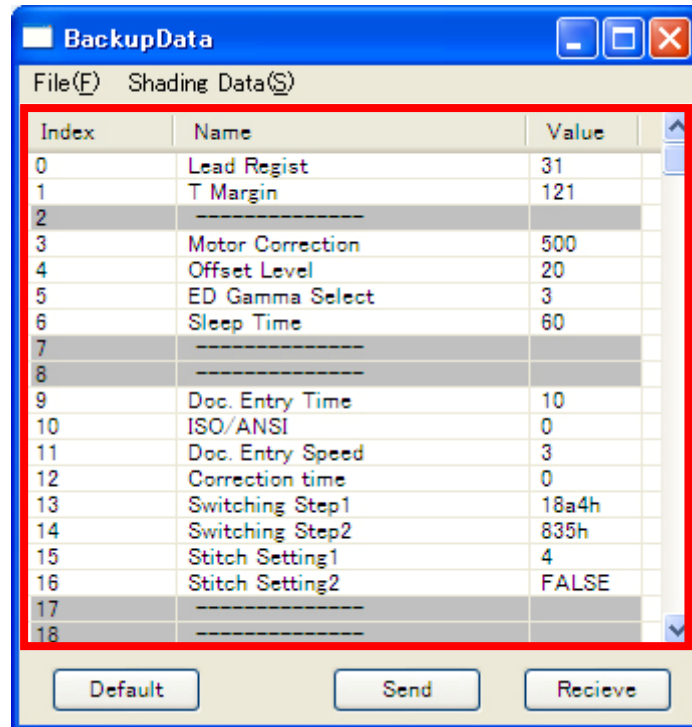 BackupData
File(F) Shading Data(S)
Index Name Value
0 Lead Regist 31
1 T Margin 121
2 --------------
3 Motor Correction 500
4 Offset Level 20
5 ED Gamma Select 3
6 Sleep Time 60
7 --------------
8 --------------
9 Doc. Entry Time 10
10 ISO/ANSI 0
11 Doc. Entry Speed 3
12 Correction time 0
13 Switching Step1 18a4h
14 Switching Step2 835h
15 Stitch Setting1 4
16 Stitch Setting2 FALSE
17 --------------
18 --------------
Default Send Recieve